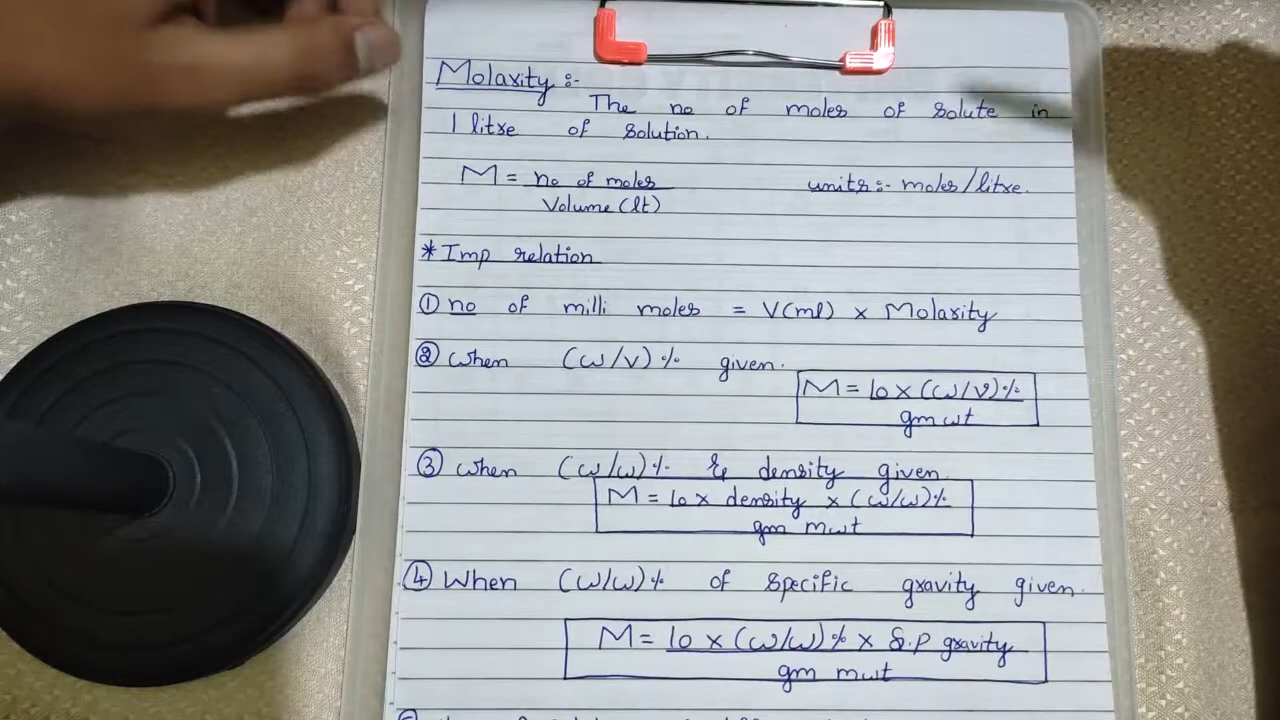 Molarity :-
The no of moles of solute in
1 litre of solution.
M = no of moles / Volume (lt) units :- moles/litre.
* Imp relation
① no of milli moles = V(ml) × Molarity
② when (w/v)% given.
M = 10 × (w/v)% / gm wt
③ when (w/w)% & density given.
M = 10 × density × (w/w)% / gm mwt
④ When (w/w)% of specific gravity given.
M = 10 × (w/w)% × S.P gravity / gm mwt